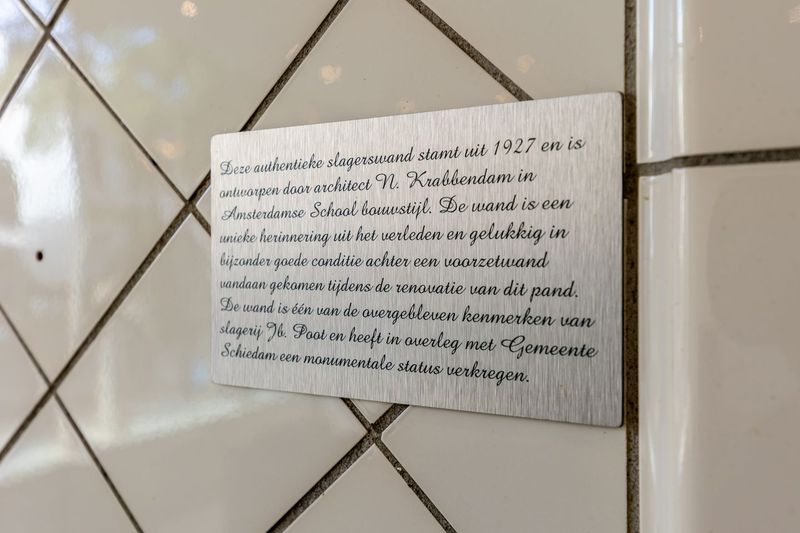 Deze authentieke slagerswand stamt uit 1927 en is
ontworpen door architect N. Krabbendam in
Amsterdamse School bouwstijl. De wand is een
unieke herinnering uit het verleden en gelukkig in
bijzonder goede conditie achter een voorzetwand
vandaan gekomen tijdens de renovatie van dit pand.
De wand is één van de overgebleven kenmerken van
slagerij Jb. Poot en heeft in overleg met Gemeente
Schiedam een monumentale status verkregen.